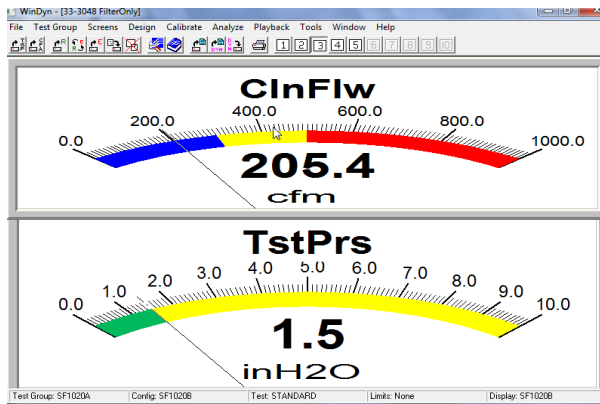 WinDyn - [33-3048 FilterOnly]
File Test Group Screens Design Calibrate Analyze Playback Tools Window Help
1 2 3 4 5 6 7 8 9 10
ClnFlw
0.0 200.0 400.0 600.0 800.0 1000.0
205.4
cfm
TstPrs
0.0 1.0 2.0 3.0 4.0 5.0 6.0 7.0 8.0 9.0 10.0
1.5
inH2O
Test Group: SF1020A Config: SF1020B Test: STANDARD Limits: None Display: SF1020B